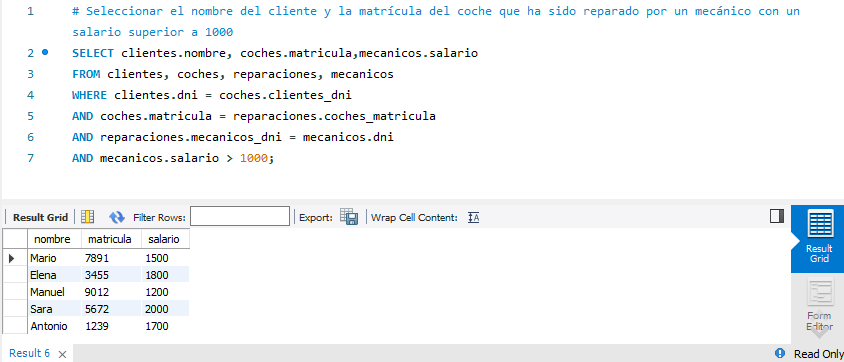 1 # Seleccionar el nombre del cliente y la matrícula del coche que ha sido reparado por un mecánico con un
salario superior a 1000
2 SELECT clientes.nombre, coches.matricula,mecanicos.salario
3 FROM clientes, coches, reparaciones, mecanicos
4 WHERE clientes.dni = coches.clientes_dni
5 AND coches.matricula = reparaciones.coches_matricula
6 AND reparaciones.mecanicos_dni = mecanicos.dni
7 AND mecanicos.salario > 1000;
Result Grid Filter Rows: Export: Wrap Cell Content: IA
nombre matricula salario
Mario 7891 1500
Elena 3455 1800
Manuel 9012 1200
Sara 5672 2000
Antonio 1239 1700
Result
Grid
Form
Editor
Result 6 × Read Only